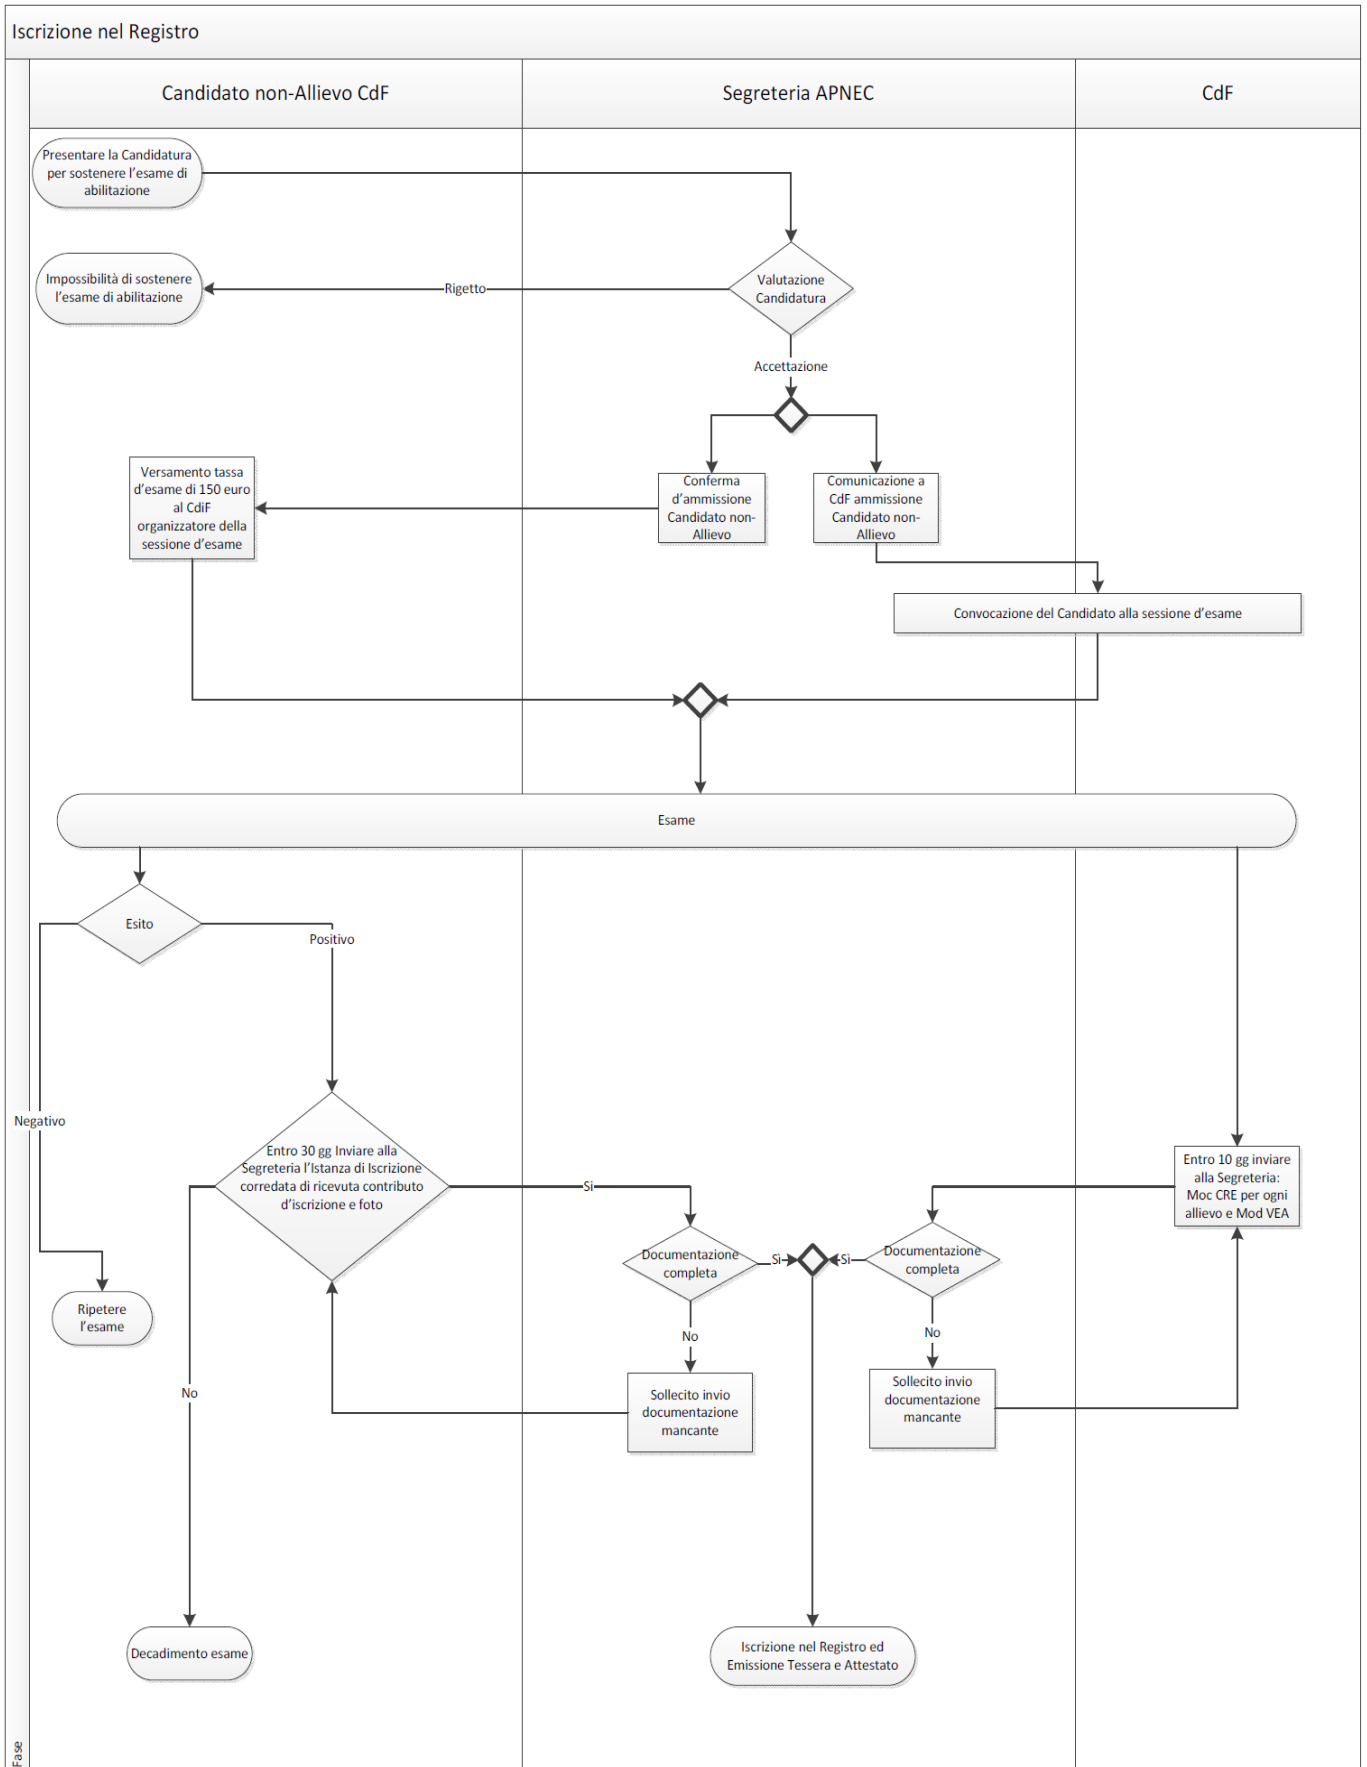 Iscrizione nel Registro
Candidato non-Allievo CdF
Segreteria APNEC
CdF
Presentare la Candidatura
per sostenere l'esame di
abilitazione
Impossibilità di sostenere
l'esame di abilitazione
Rigetto
Valutazione
Candidatura
Accettazione
Versamento tassa
d'esame di 150 euro
al CdiF
organizzatore della
sessione d'esame
Conferma
d'ammissione
Candidato non-
Allievo
Comunicazione a
CdF ammissione
Candidato non-
Allievo
Convocazione del Candidato alla sessione d'esame
Esame
Esito
Positivo
Negativo
Entro 30 gg Inviare alla
Segreteria l'Istanza di Iscrizione
corredata di ricevuta contributo
d'iscrizione e foto
Si
Entro 10 gg inviare
alla Segreteria:
Moc CRE per ogni
allievo e Mod VEA
Documentazione
completa
Sì
Sì
Documentazione
completa
Ripetere
l'esame
No
No
No
Sollecito invio
documentazione
mancante
Sollecito invio
documentazione
mancante
Decadimento esame
Iscrizione nel Registro ed
Emissione Tessera e Attestato
Fase